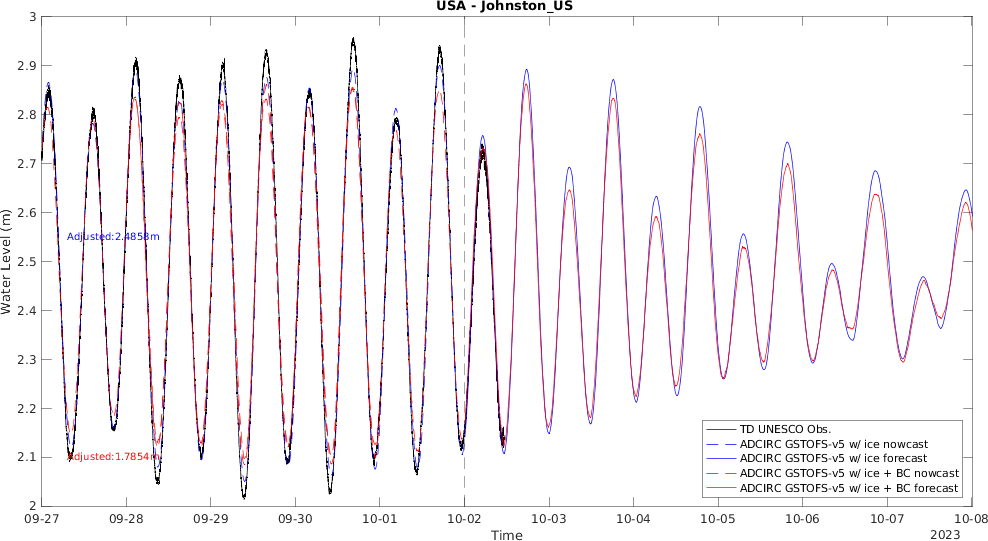 USA - Johnston_US
3
2.9
2.8
2.7
2.6
2.5
2.4
2.3
2.2
2.1
2
Water Level (m)
Adjusted:2.4858m
Adjusted:1.7854m
TD UNESCO Obs.
ADCIRC GSTOFS-v5 w/ ice nowcast
ADCIRC GSTOFS-v5 w/ ice forecast
ADCIRC GSTOFS-v5 w/ ice + BC nowcast
ADCIRC GSTOFS-v5 w/ ice + BC forecast
09-27 09-28 09-29 09-30 10-01 10-02 10-03 10-04 10-05 10-06 10-07 10-08
Time
2023